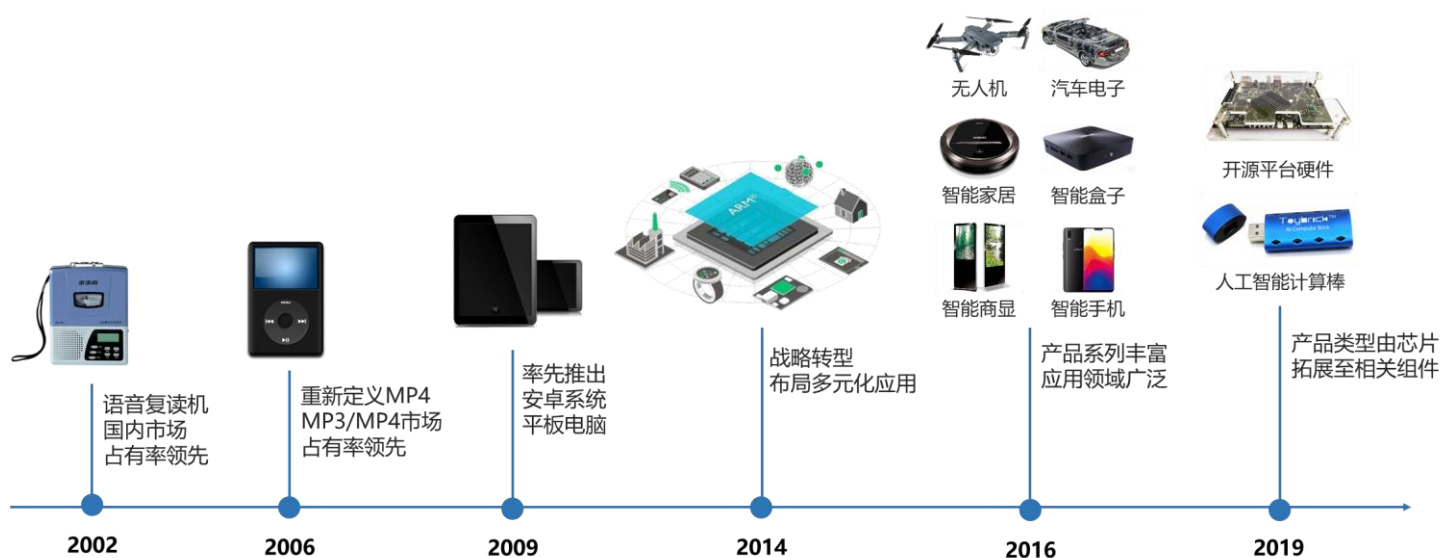 无人机
汽车电子
智能家居
智能盒子
智能商显
智能手机
开源平台硬件
Toybrick™
AI Compute Stick
人工智能计算棒
ARM
MENU
语音复读机
国内市场
占有率领先
重新定义MP4
MP3/MP4市场
占有率领先
率先推出
安卓系统
平板电脑
战略转型
布局多元化应用
产品系列丰富
应用领域广泛
产品类型由芯片
拓展至相关组件
2002
2006
2009
2014
2016
2019